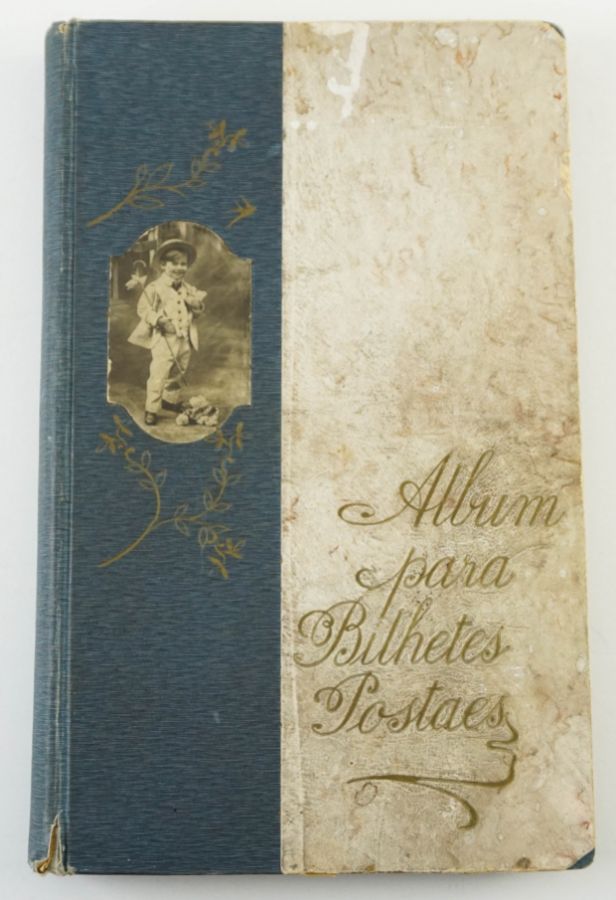 Album
para
Bilhetes
Postaes